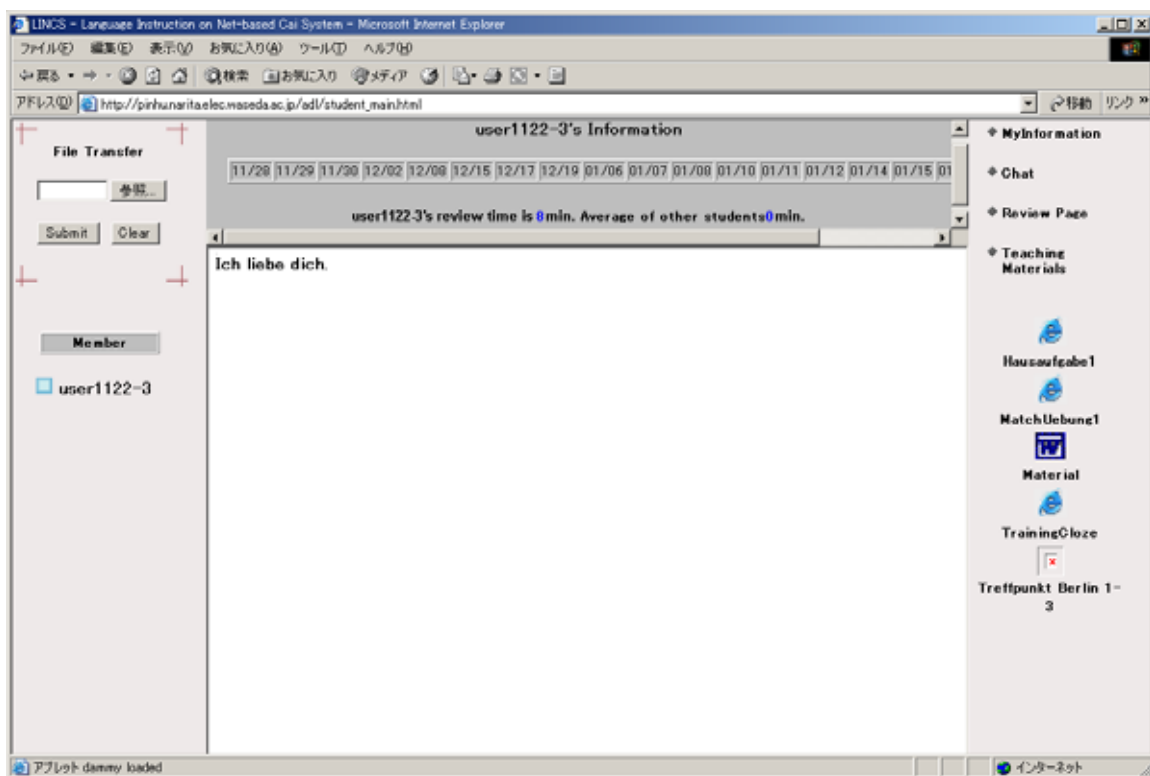 LINCS - Language Instruction on Net-based Cai System - Microsoft Internet Explorer
ファイル(F) 編集(E) 表示(V) お気に入り(A) ツール(T) ヘルプ(H)
戻る 検索 お気に入り メディア
アドレス(D) http://pinhu.narita.elec.waseda.ac.jp/adl/student_main.html 移動 リンク »
File Transfer
参照...
Submit Clear
Member
user1122-3
user1122-3's Information
11/28 11/29 11/30 12/02 12/08 12/15 12/17 12/19 01/06 01/07 01/08 01/10 01/11 01/12 01/14 01/15 01
user1122-3's review time is 0min. Average of other students0min.
Ich liebe dich.
MyInformation
Chat
Review Page
Teaching
Materials
Hausaufgabe1
MatchUebung1
Material
TrainingCloze
Treffpunkt Berlin 1-
3
アプレット dammy loaded インターネット